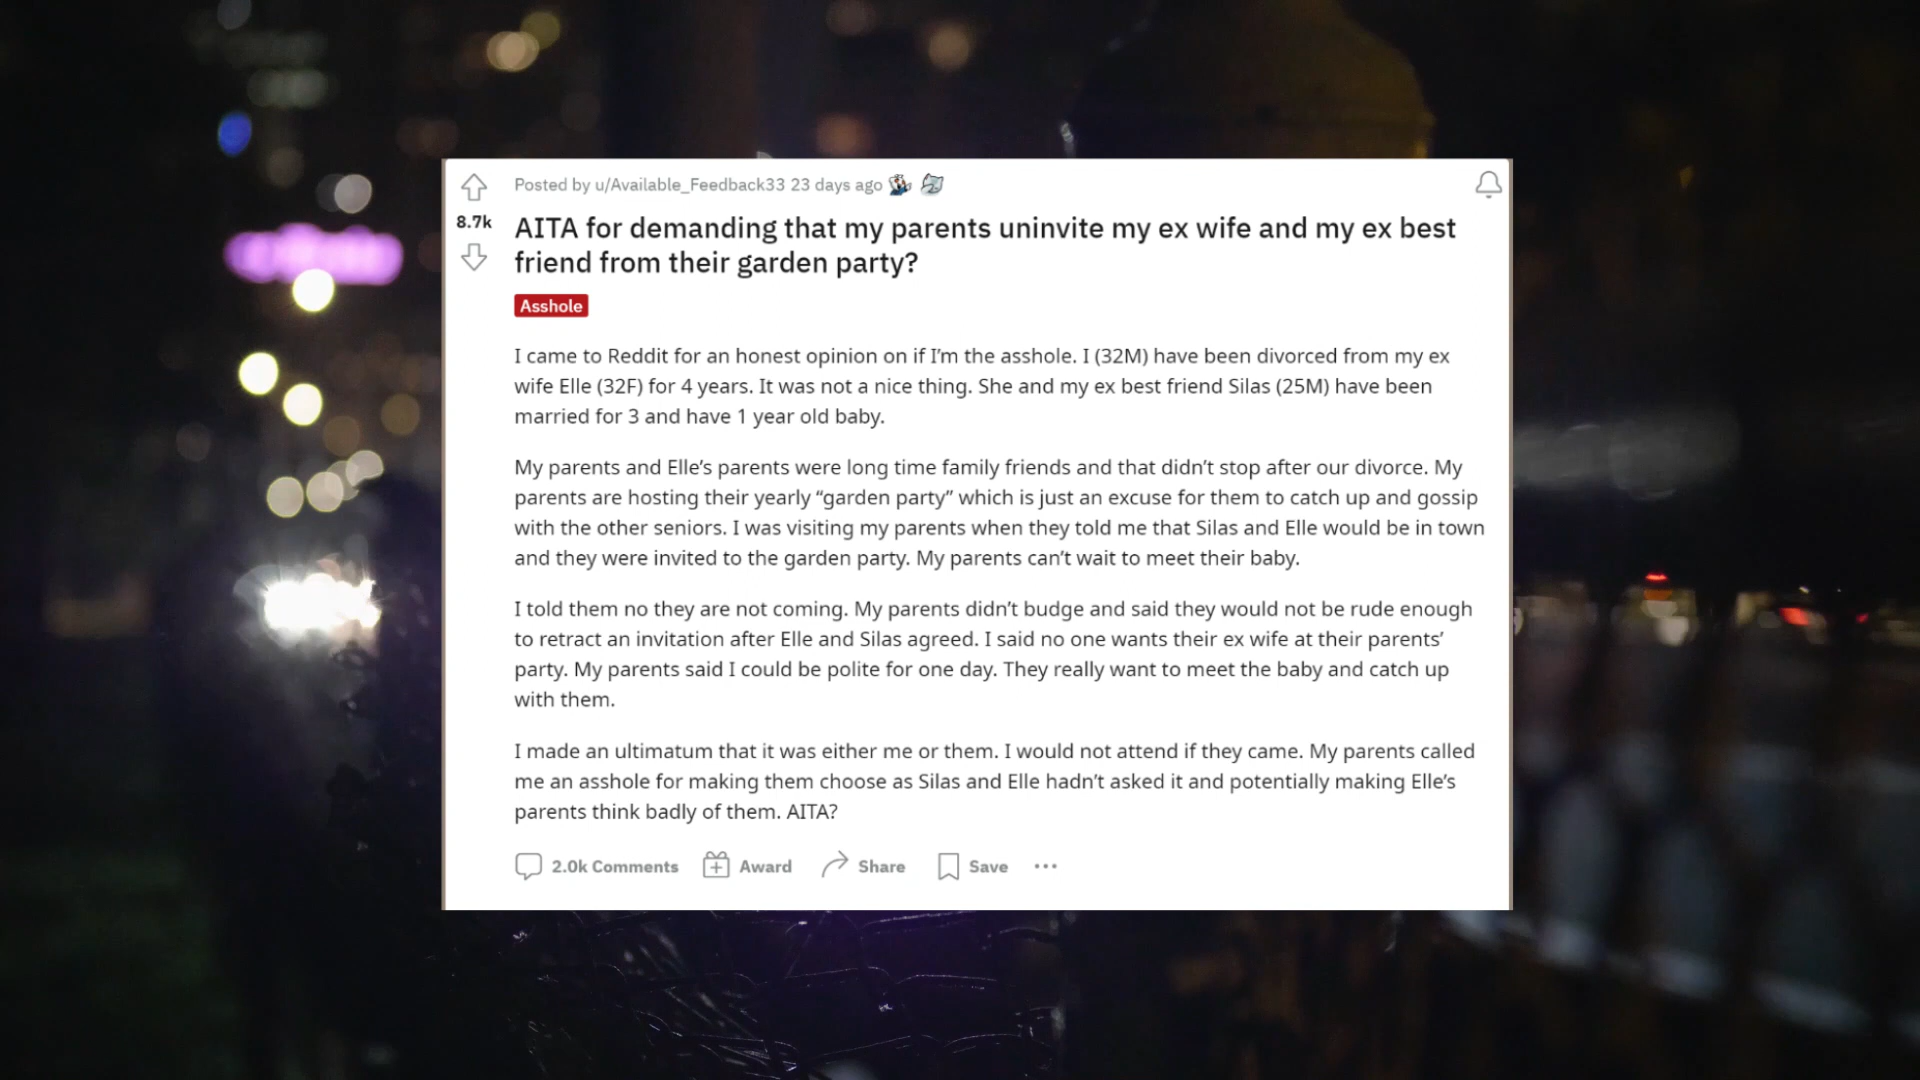 Posted by u/Available_Feedback33 23 days ago
8.7k
AITA for demanding that my parents uninvite my ex wife and my ex best
friend from their garden party?
Asshole
I came to Reddit for an honest opinion on if I’m the asshole. I (32M) have been divorced from my ex
wife Elle (32F) for 4 years. It was not a nice thing. She and my ex best friend Silas (25M) have been
married for 3 and have 1 year old baby.
My parents and Elle’s parents were long time family friends and that didn’t stop after our divorce. My
parents are hosting their yearly “garden party” which is just an excuse for them to catch up and gossip
with the other seniors. I was visiting my parents when they told me that Silas and Elle would be in town
and they were invited to the garden party. My parents can’t wait to meet their baby.
I told them no they are not coming. My parents didn’t budge and said they would not be rude enough
to retract an invitation after Elle and Silas agreed. I said no one wants their ex wife at their parents’
party. My parents said I could be polite for one day. They really want to meet the baby and catch up
with them.
I made an ultimatum that it was either me or them. I would not attend if they came. My parents called
me an asshole for making them choose as Silas and Elle hadn’t asked it and potentially making Elle’s
parents think badly of them. AITA?
2.0k Comments Award Share Save